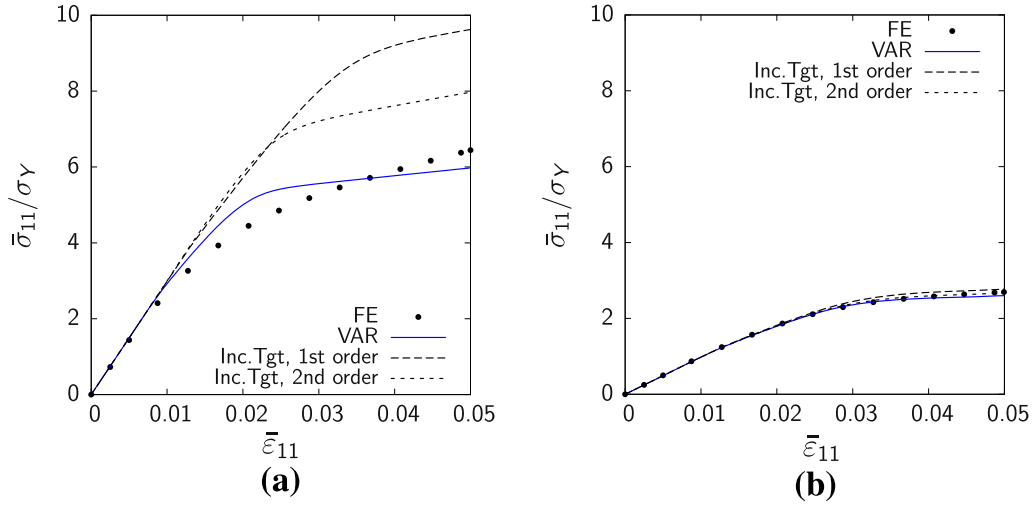 10
8
6
4
2
0
σ̄₁₁/σ_Y
FE
VAR
Inc.Tgt, 1st order
Inc.Tgt, 2nd order
0 0.01 0.02 0.03 0.04 0.05
ε̄₁₁
(a)
10
8
6
4
2
0
σ̄₁₁/σ_Y
FE
VAR
Inc.Tgt, 1st order
Inc.Tgt, 2nd order
0 0.01 0.02 0.03 0.04 0.05
ε̄₁₁
(b)